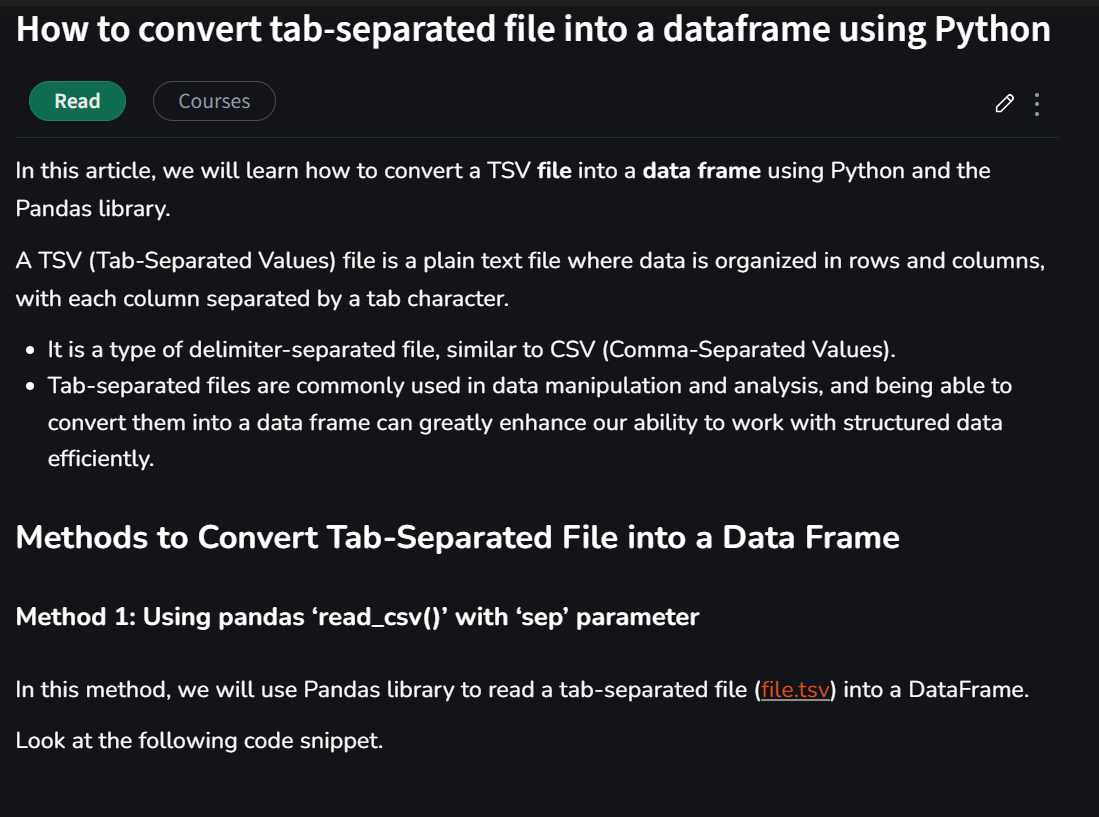 How to convert tab-separated file into a dataframe using Python
Read
Courses
In this article, we will learn how to convert a TSV file into a data frame using Python and the
Pandas library.
A TSV (Tab-Separated Values) file is a plain text file where data is organized in rows and columns,
with each column separated by a tab character.
• It is a type of delimiter-separated file, similar to CSV (Comma-Separated Values).
• Tab-separated files are commonly used in data manipulation and analysis, and being able to
convert them into a data frame can greatly enhance our ability to work with structured data
efficiently.
Methods to Convert Tab-Separated File into a Data Frame
Method 1: Using pandas ‘read_csv()’ with ‘sep’ parameter
In this method, we will use Pandas library to read a tab-separated file (file.tsv) into a DataFrame.
Look at the following code snippet.